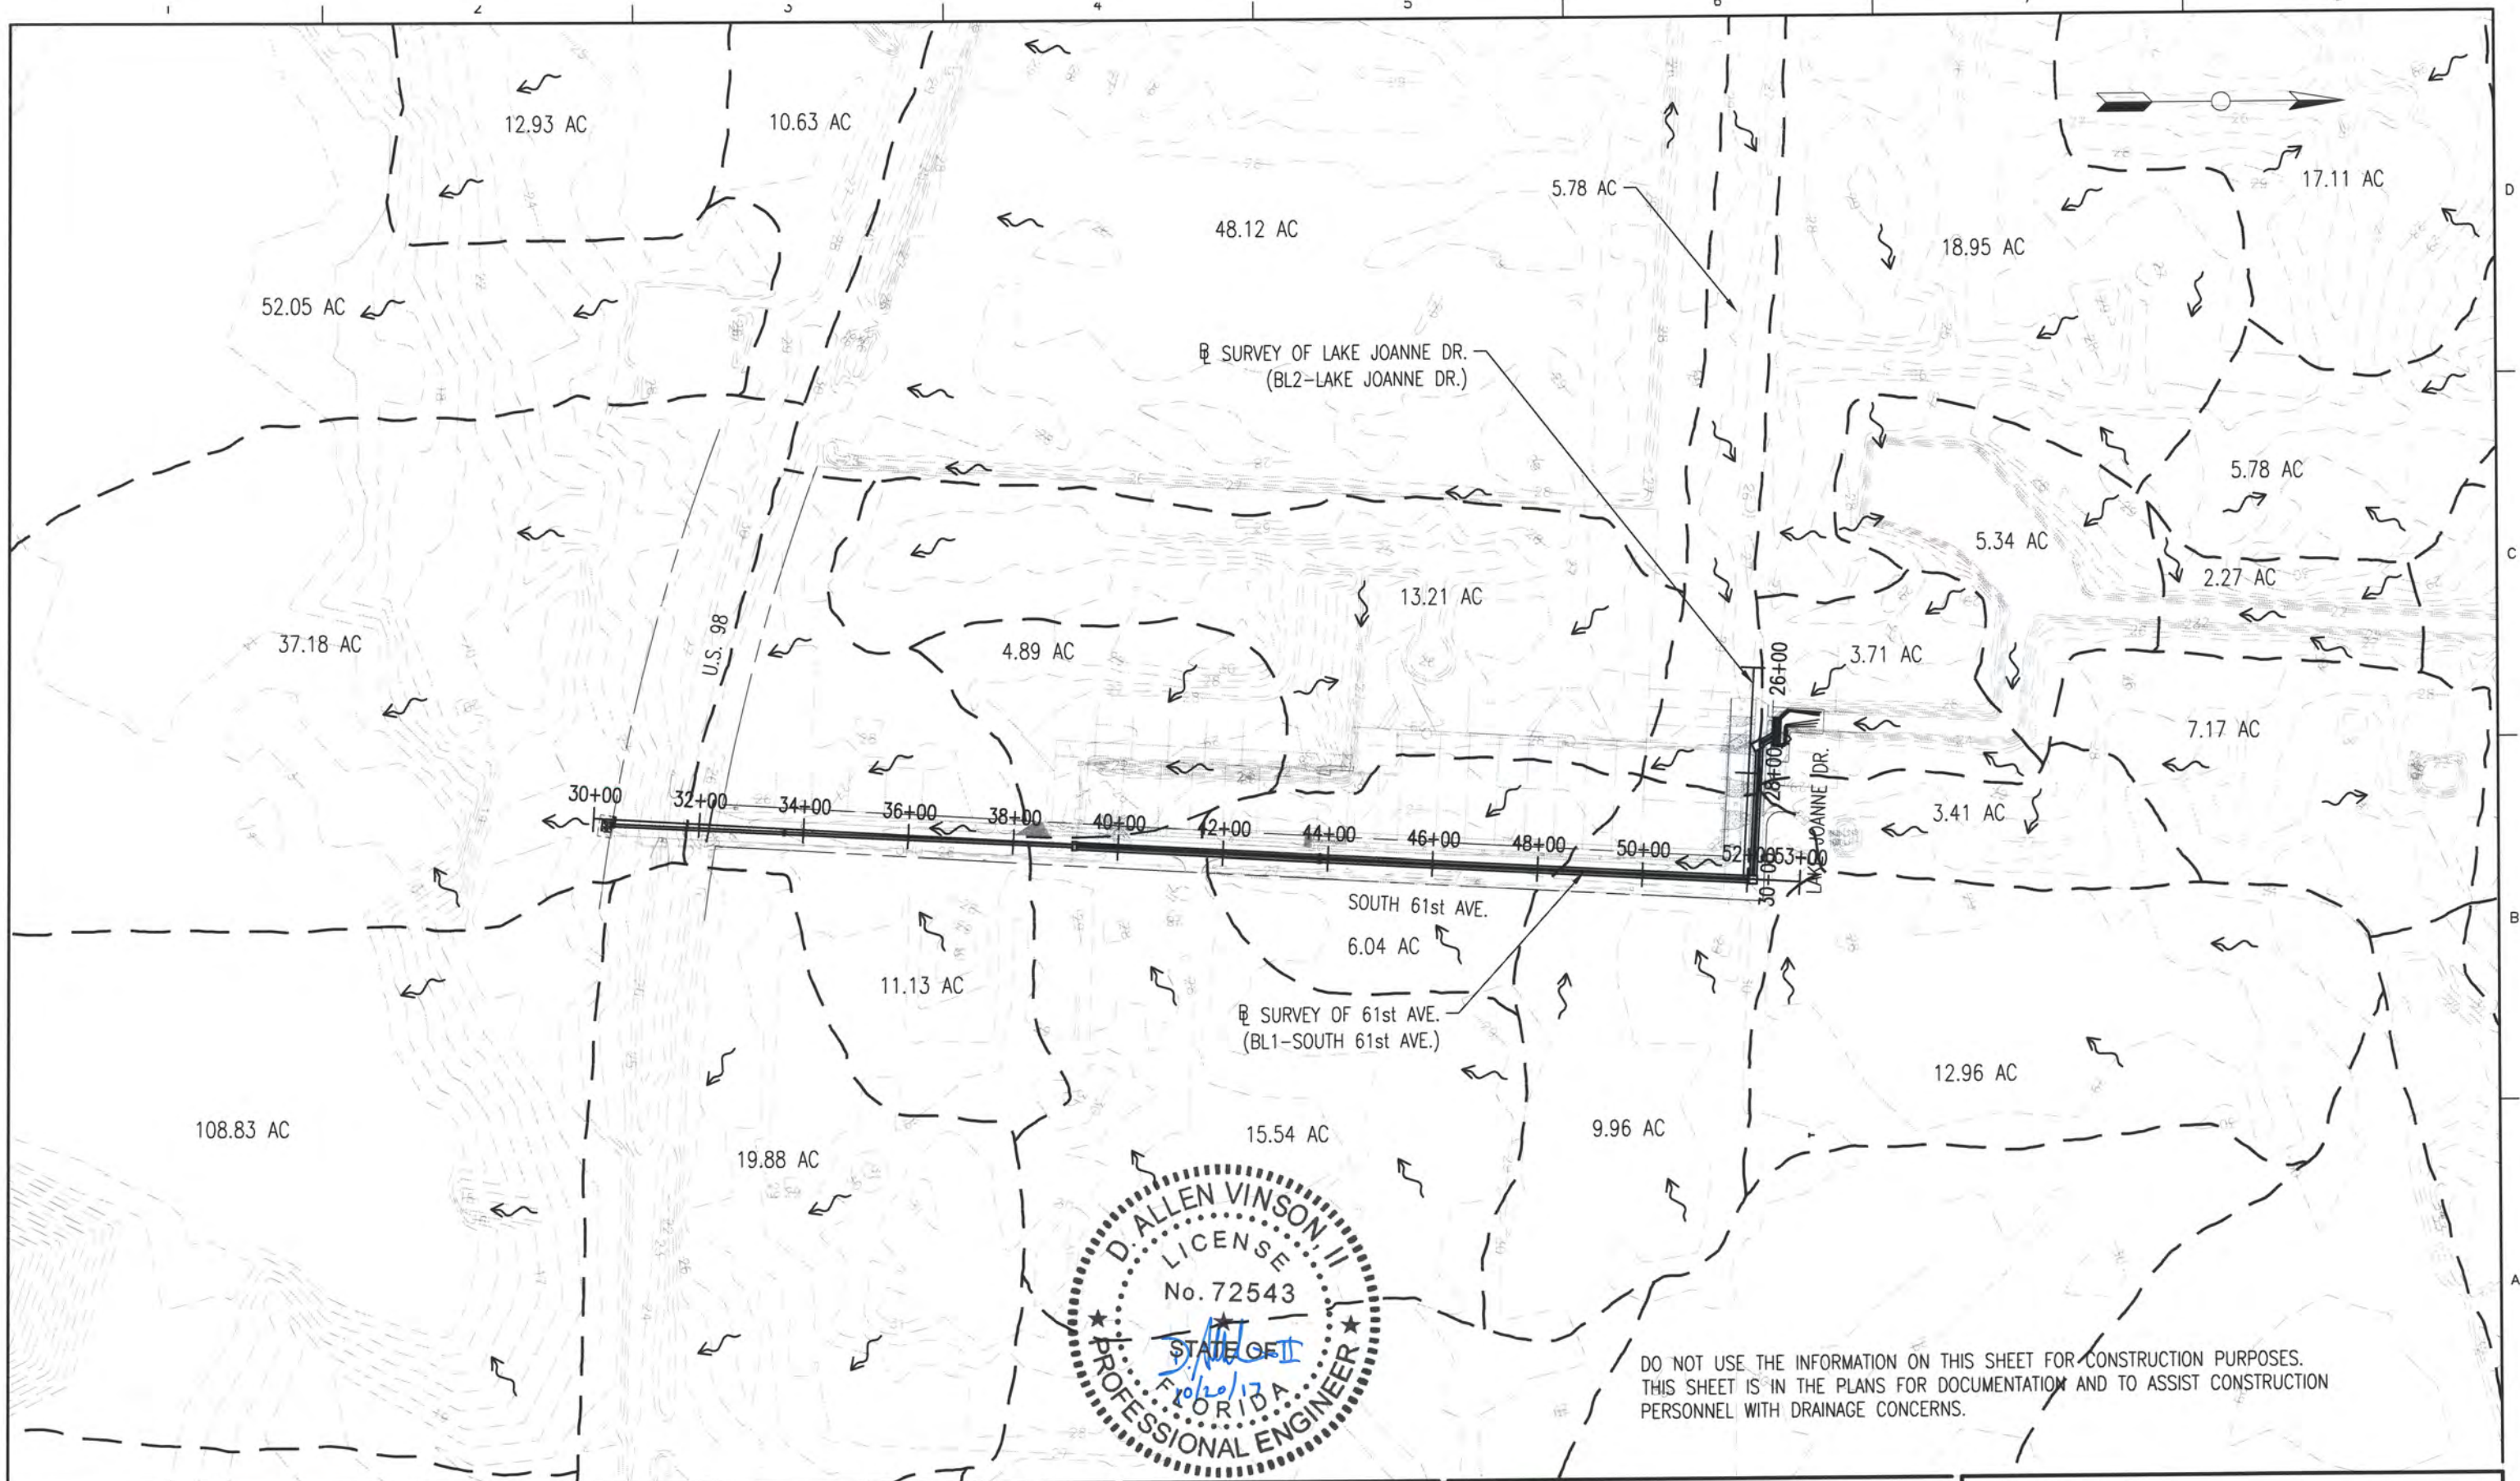 1 2 3 4 5 6
12.93 AC
10.63 AC
5.78 AC
17.11 AC
D
48.12 AC
18.95 AC
52.05 AC
℄ SURVEY OF LAKE JOANNE DR.
(BL2-LAKE JOANNE DR.)
5.78 AC
5.34 AC
C
2.27 AC
13.21 AC
37.18 AC
U.S. 98
4.89 AC
3.71 AC
26+00
7.17 AC
28+00
LAKE JOANNE DR.
3.41 AC
30+00 32+00 34+00 36+00 38+00 40+00 42+00 44+00 46+00 48+00 50+00 52+00 53+00
30+00
SOUTH 61st AVE.
B
6.04 AC
11.13 AC
℄ SURVEY OF 61st AVE.
(BL1-SOUTH 61st AVE.)
12.96 AC
108.83 AC
15.54 AC
9.96 AC
19.88 AC
D. ALLEN VINSON, II
LICENSE
No. 72543
STATE OF
FLORIDA
PROFESSIONAL ENGINEER
10/20/17
A
DO NOT USE THE INFORMATION ON THIS SHEET FOR CONSTRUCTION PURPOSES.
THIS SHEET IS IN THE PLANS FOR DOCUMENTATION AND TO ASSIST CONSTRUCTION
PERSONNEL WITH DRAINAGE CONCERNS.